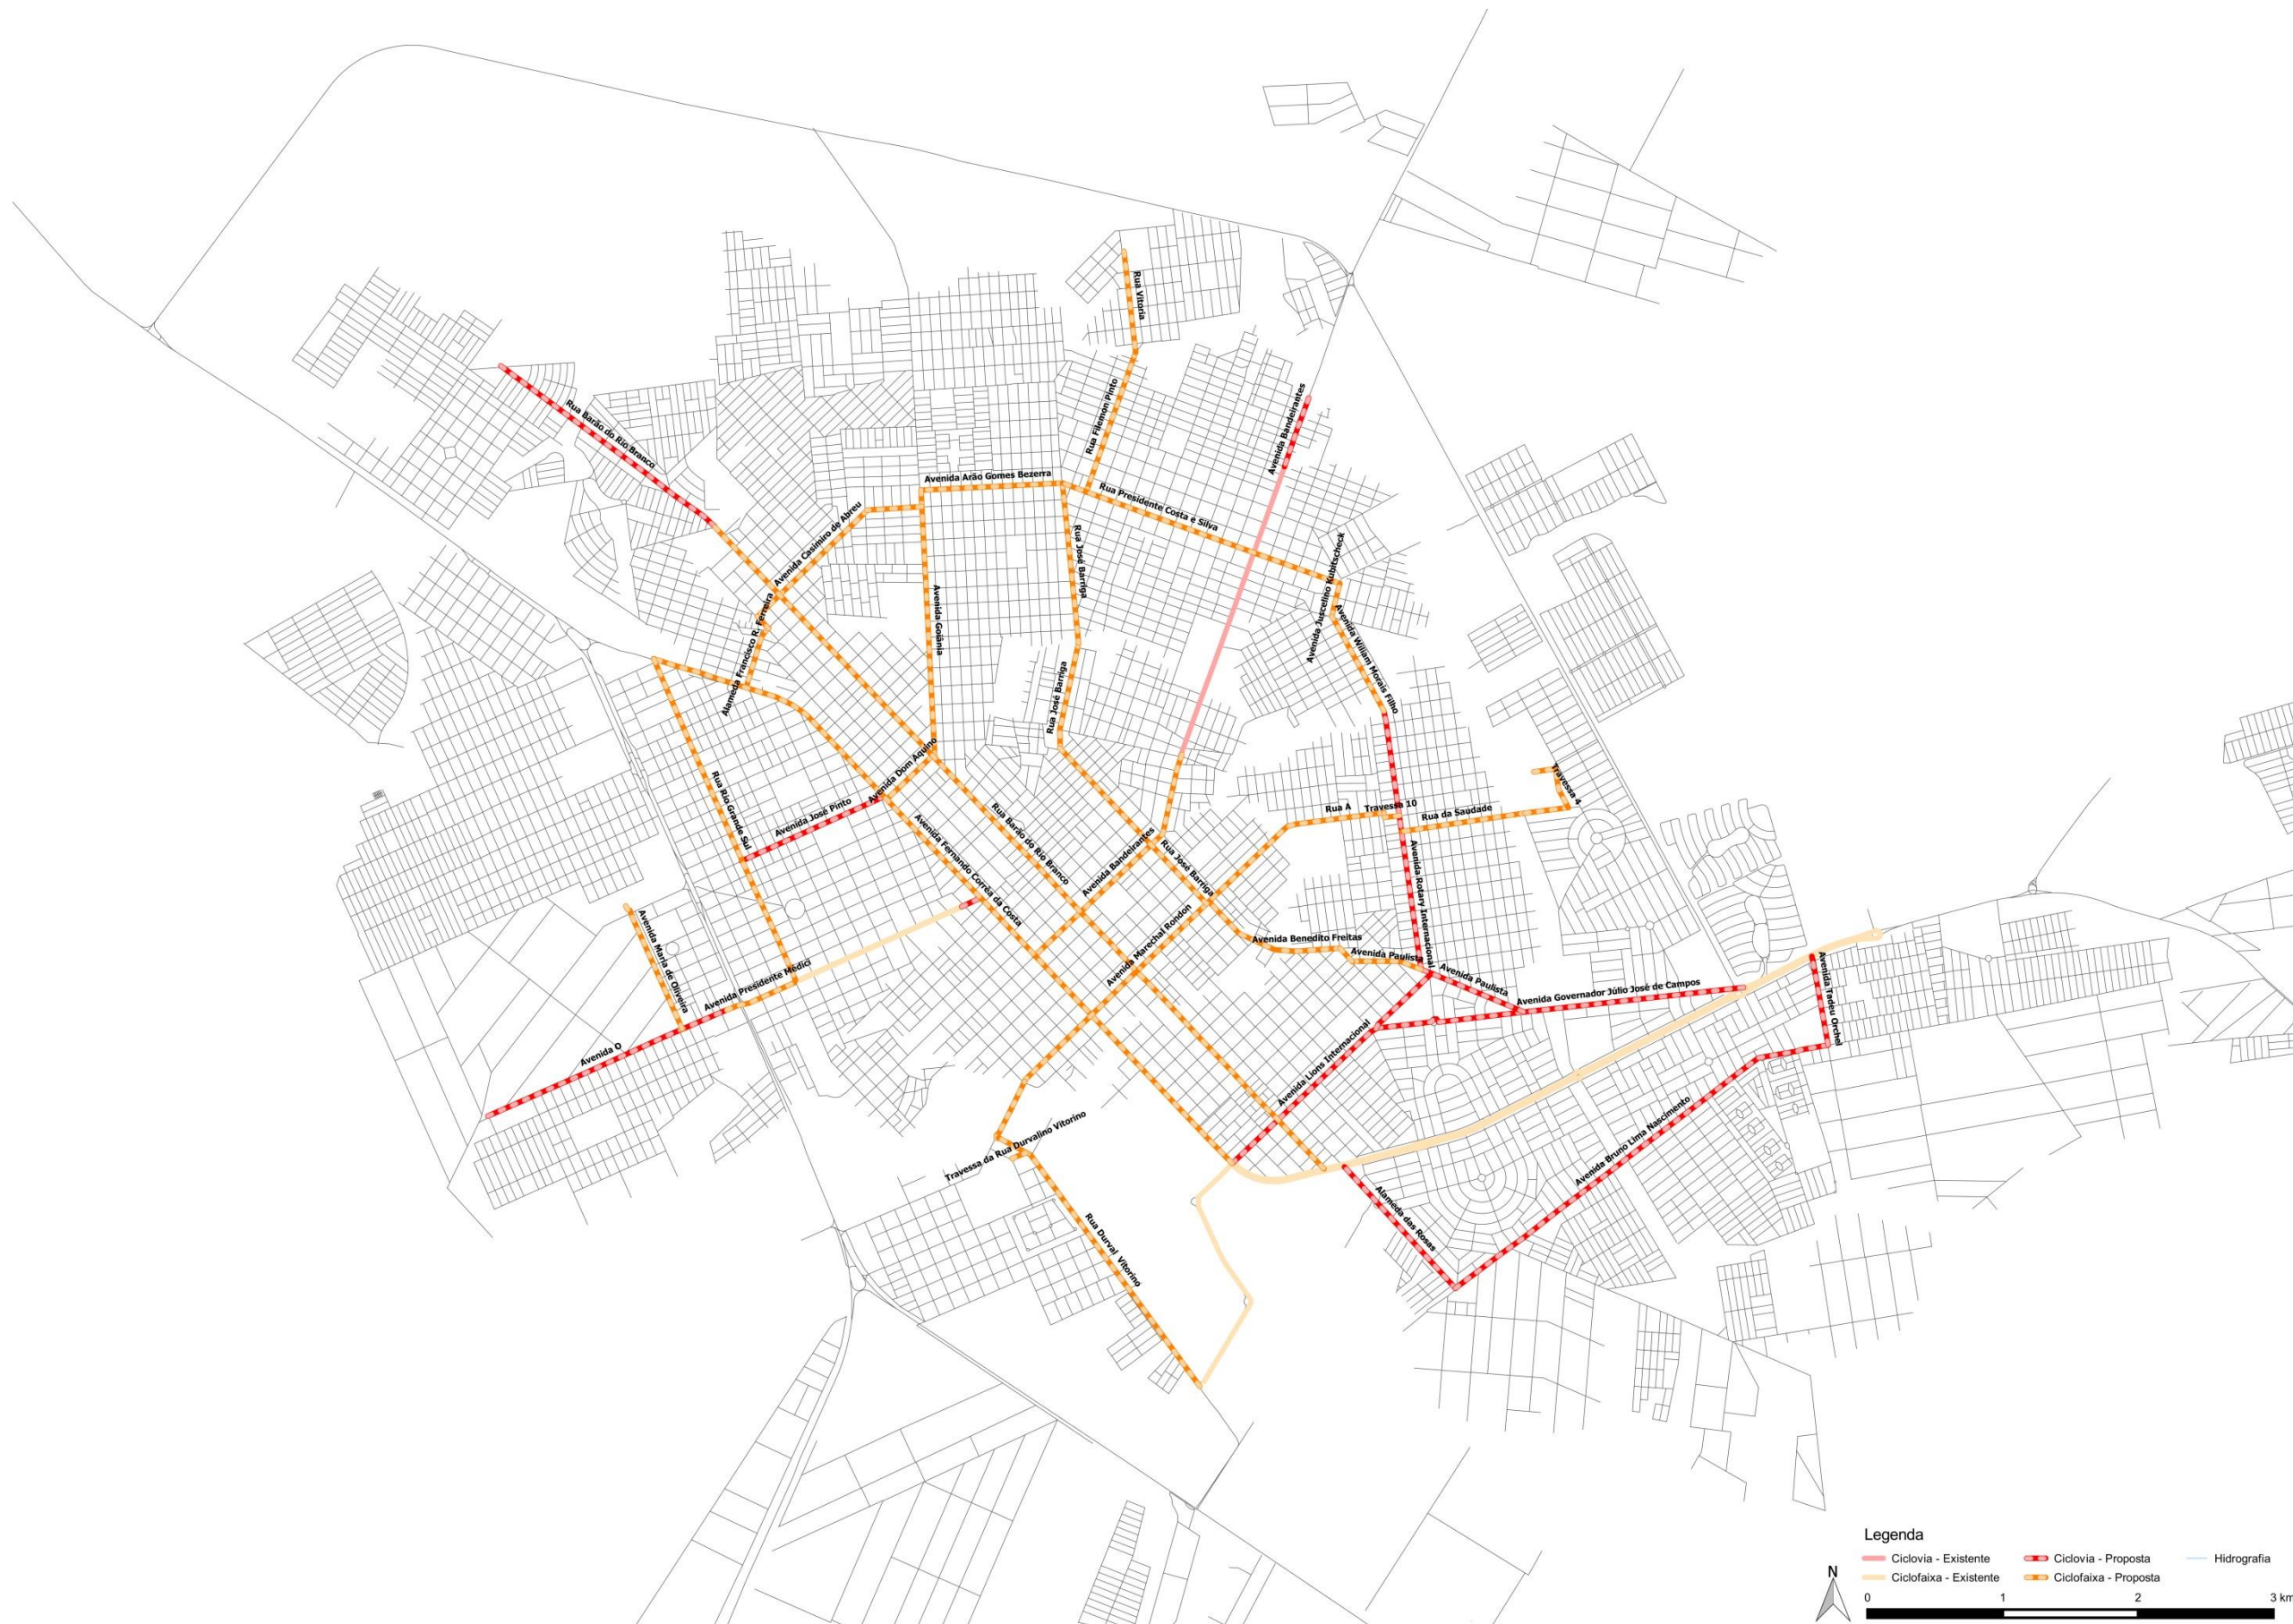 Rua Vitória
Rua Filemon Pinto
Avenida Bandeirantes
Rua Barão do Rio Branco
Avenida Arão Gomes Bezerra
Rua Presidente Costa e Silva
Avenida Casimiro de Abreu
Rua José Barriga
Avenida Juscelino Kubitscheck
Avenida Goiânia
Alameda Francisco R. Ferreira
Avenida Wiliam Morais Filho
Rua José Barriga
Avenida Dom Aquino
Rua Rio Grande Sul
Avenida José Pinto
Travessa 4
Rua A
Travessa 10
Rua da Saudade
Avenida Fernando Corrêa da Costa
Rua Barão do Rio Branco
Avenida Bandeirantes
Rua José Barriga
Avenida Rotary Internacional
Avenida Maria de Oliveira
Avenida Marechal Rondon
Avenida Benedito Freitas
Avenida Paulista
Avenida Paulista
Avenida Presidente Médici
Avenida Governador Júlio José de Campos
Avenida Tadeu Orchel
Avenida O
Avenida Lions Internacional
Travessa da Rua Durvalino Vitorino
Avenida Bruno Lima Nascimento
Alameda das Rosas
Rua Durval Vitorino
Legenda
Ciclovia - Existente
Ciclovia - Proposta
Hidrografia
Ciclofaixa - Existente
Ciclofaixa - Proposta
N
0 1 2 3 km